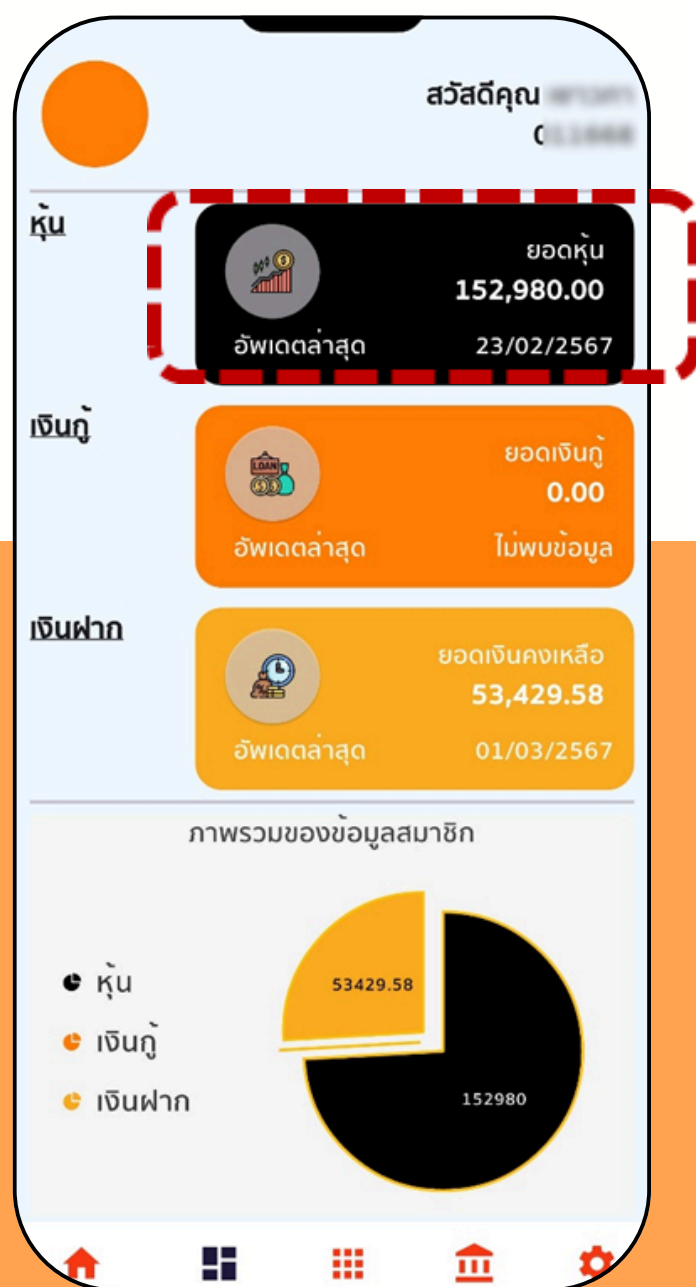 สวัสดีคุณ
หุ้น
ยอดหุ้น
152,980.00
อัพเดตล่าสุด 23/02/2567
เงินกู้
LOAN
ยอดเงินกู้
0.00
อัพเดตล่าสุด ไม่พบข้อมูล
เงินฝาก
ยอดเงินคงเหลือ
53,429.58
อัพเดตล่าสุด 01/03/2567
ภาพรวมของข้อมูลสมาชิก
หุ้น
เงินกู้
เงินฝาก
53429.58
152980